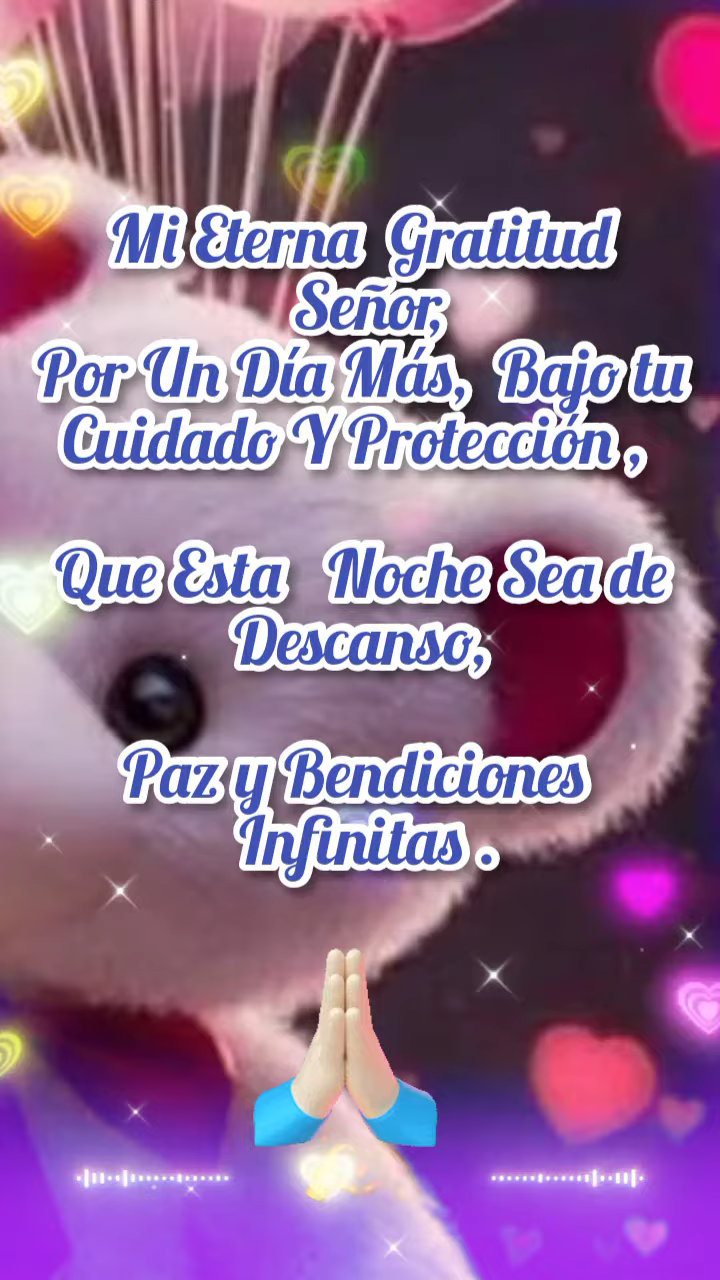 Mi Eterna Gratitud
Señor,
Por Un Día Más, Bajo tu
Cuidado Y Protección ,
Que Esta Noche Sea de
Descanso,
Paz y Bendiciones
Infinitas .